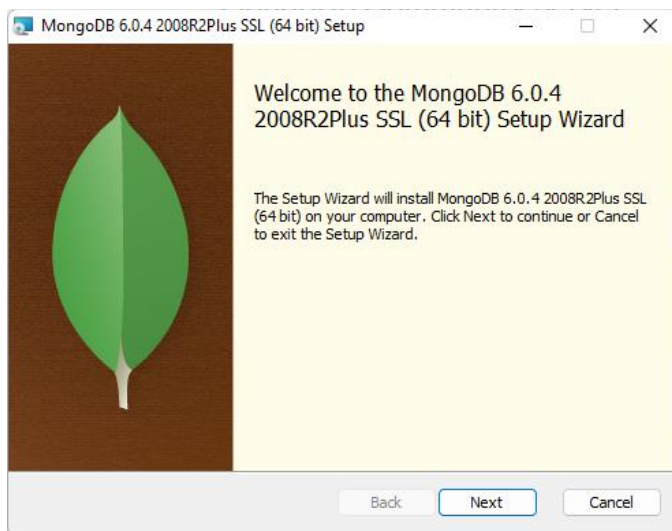 MongoDB 6.0.4 2008R2Plus SSL (64 bit) Setup
Welcome to the MongoDB 6.0.4
2008R2Plus SSL (64 bit) Setup Wizard
The Setup Wizard will install MongoDB 6.0.4 2008R2Plus SSL
(64 bit) on your computer. Click Next to continue or Cancel
to exit the Setup Wizard.
Back Next Cancel